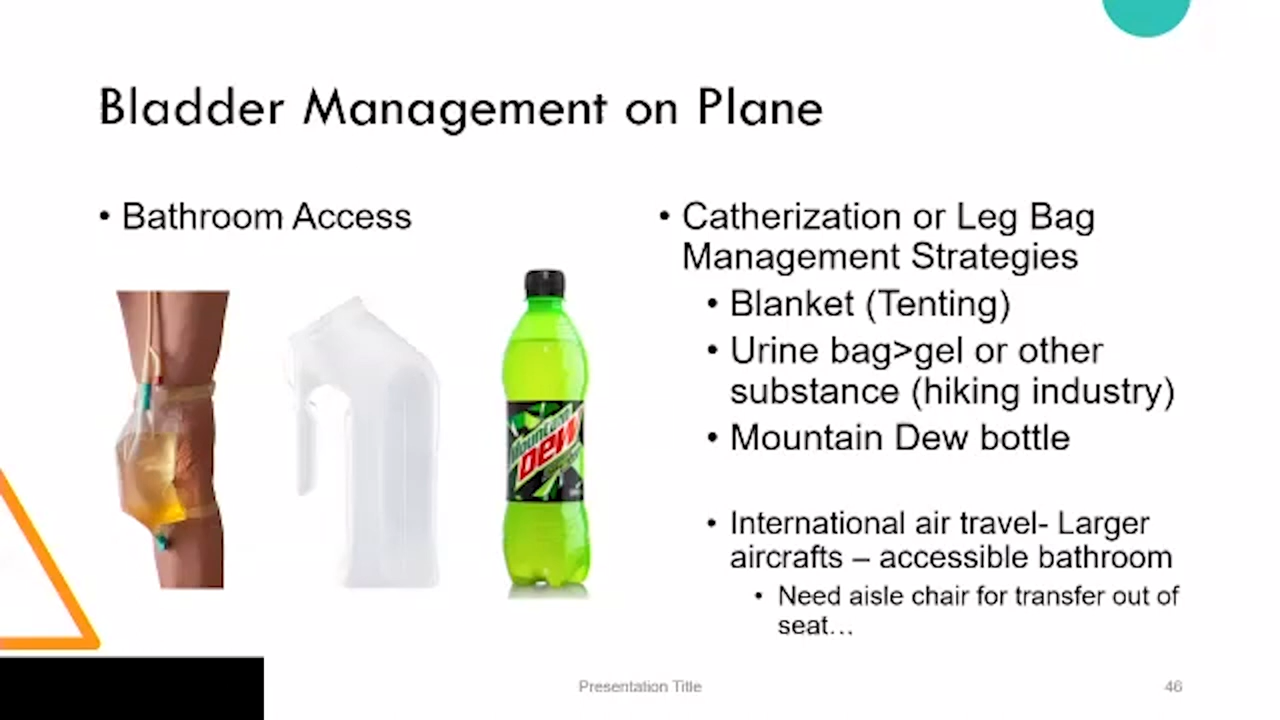 Bladder Management on Plane
• Bathroom Access
Mountain
DEW
• Catherization or Leg Bag
Management Strategies
• Blanket (Tenting)
• Urine bag>gel or other
substance (hiking industry)
• Mountain Dew bottle
• International air travel- Larger
aircrafts – accessible bathroom
• Need aisle chair for transfer out of
seat…
Presentation Title
46